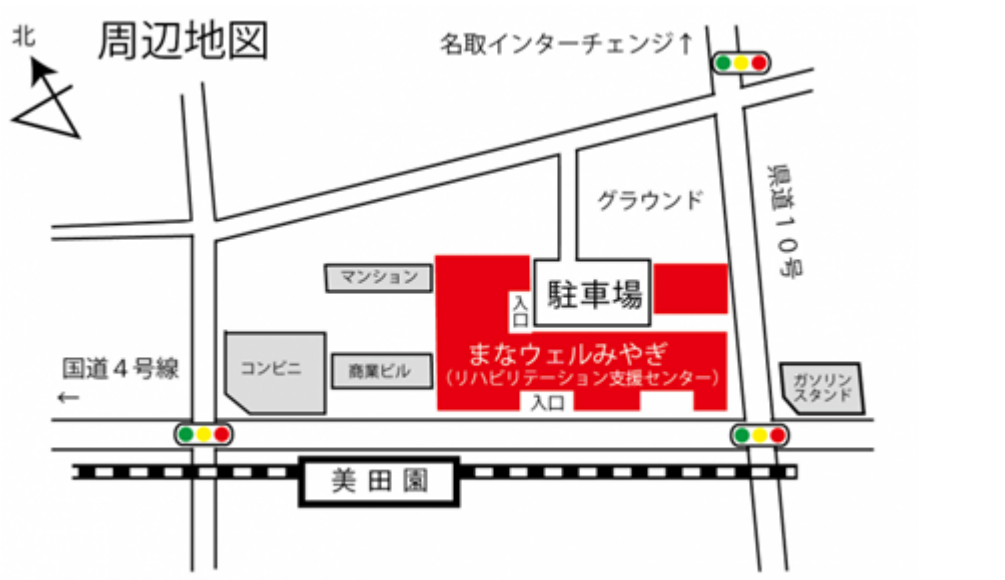 北
周辺地図
名取インターチェンジ↑
県道10号
グラウンド
マンション
駐車場
入口
コンビニ
商業ビル
まなウェルみやぎ
（リハビリテーション支援センター）
入口
国道4号線
←
ガソリン
スタンド
美田園